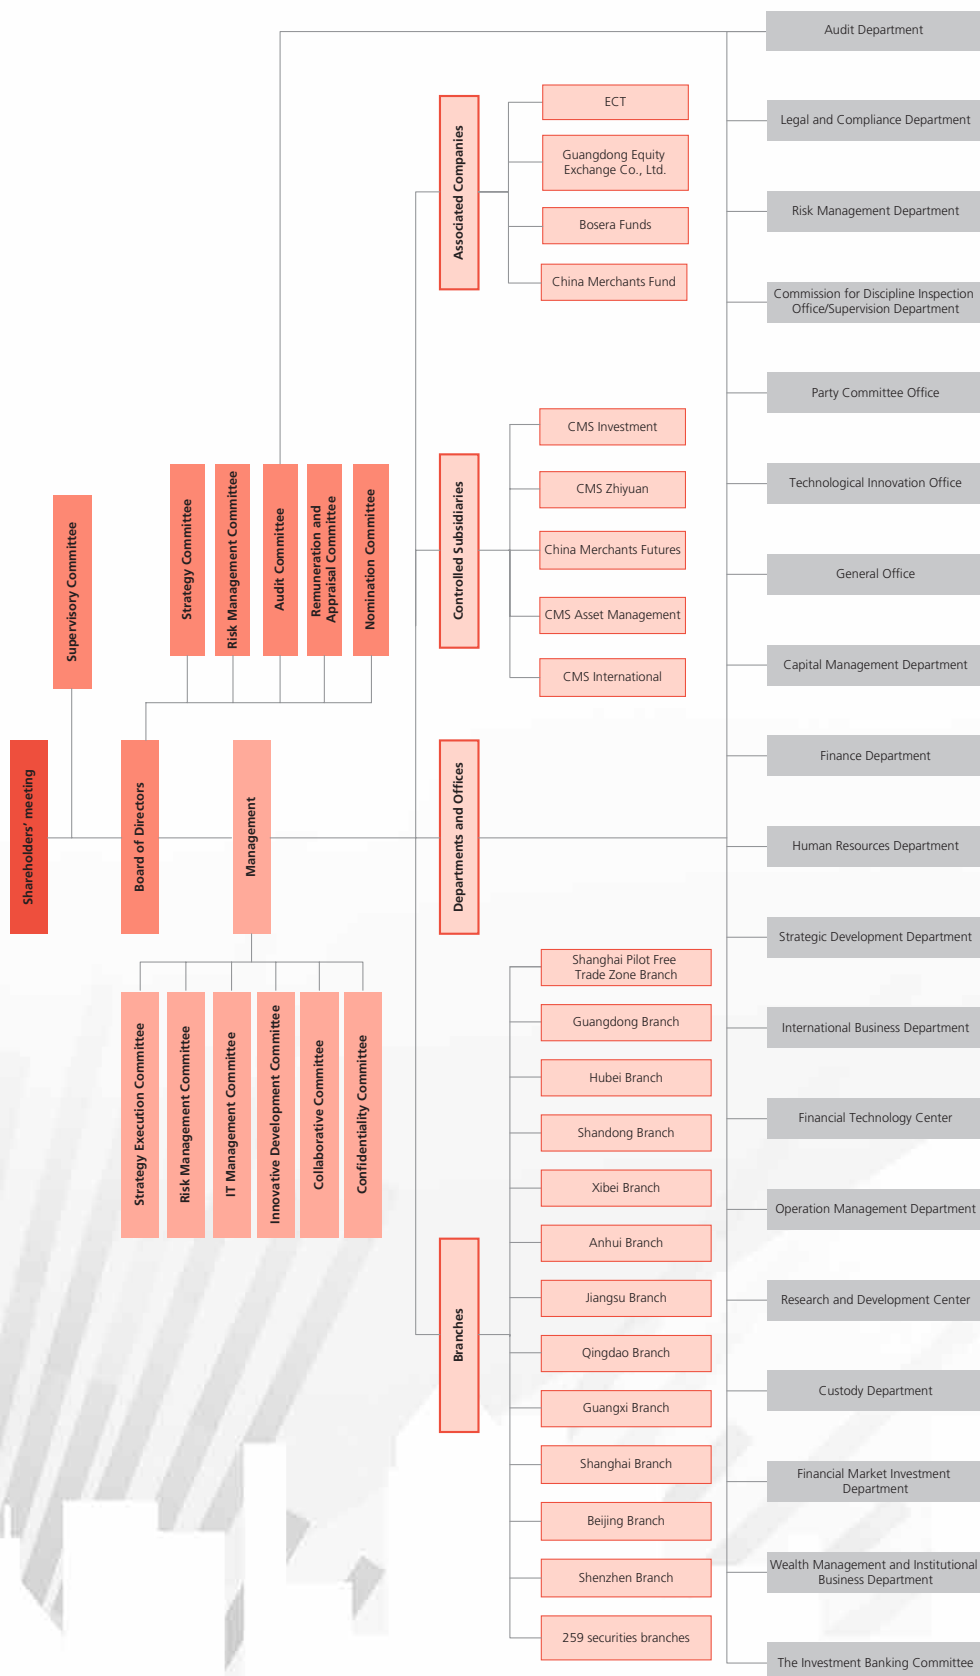 Shareholders' meeting
Supervisory Committee
Board of Directors
Strategy Committee
Risk Management Committee
Audit Committee
Remuneration and
Appraisal Committee
Nomination Committee
Management
Strategy Execution Committee
Risk Management Committee
IT Management Committee
Innovative Development Committee
Collaborative Committee
Confidentiality Committee
Associated Companies
ECT
Guangdong Equity
Exchange Co., Ltd.
Bosera Funds
China Merchants Fund
Controlled Subsidiaries
CMS Investment
CMS Zhiyuan
China Merchants Futures
CMS Asset Management
CMS International
Departments and Offices
Branches
Shanghai Pilot Free
Trade Zone Branch
Guangdong Branch
Hubei Branch
Shandong Branch
Xibei Branch
Anhui Branch
Jiangsu Branch
Qingdao Branch
Guangxi Branch
Shanghai Branch
Beijing Branch
Shenzhen Branch
259 securities branches
Audit Department
Legal and Compliance Department
Risk Management Department
Commission for Discipline Inspection
Office/Supervision Department
Party Committee Office
Technological Innovation Office
General Office
Capital Management Department
Finance Department
Human Resources Department
Strategic Development Department
International Business Department
Financial Technology Center
Operation Management Department
Research and Development Center
Custody Department
Financial Market Investment
Department
Wealth Management and Institutional
Business Department
The Investment Banking Committee